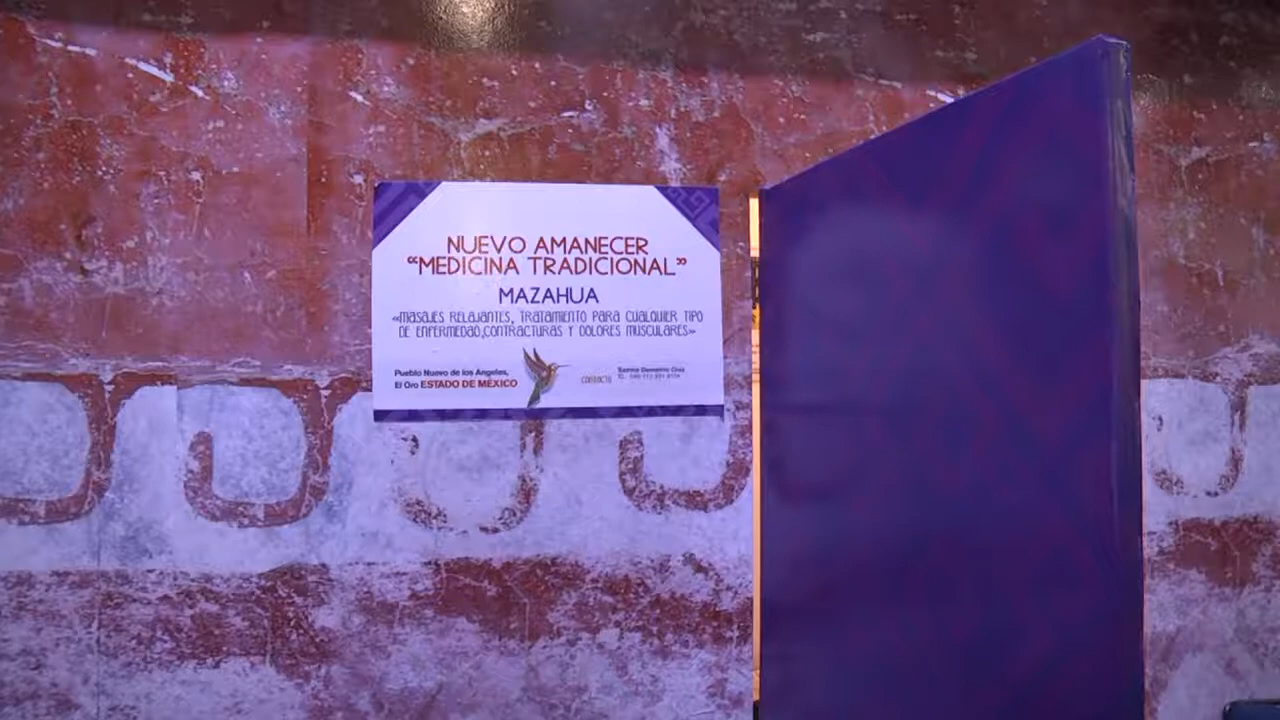 NUEVO AMANECER
“MEDICINA TRADICIONAL”
MAZAHUA
«MASAJES RELAJANTES, TRATAMIENTO PARA CUALQUIER TIPO
DE ENFERMEDAD,CONTRACTURAS Y DOLORES MUSCULARES»
Pueblo Nuevo de los Angeles,
El Oro ESTADO DE MÉXICO
CONTACTO